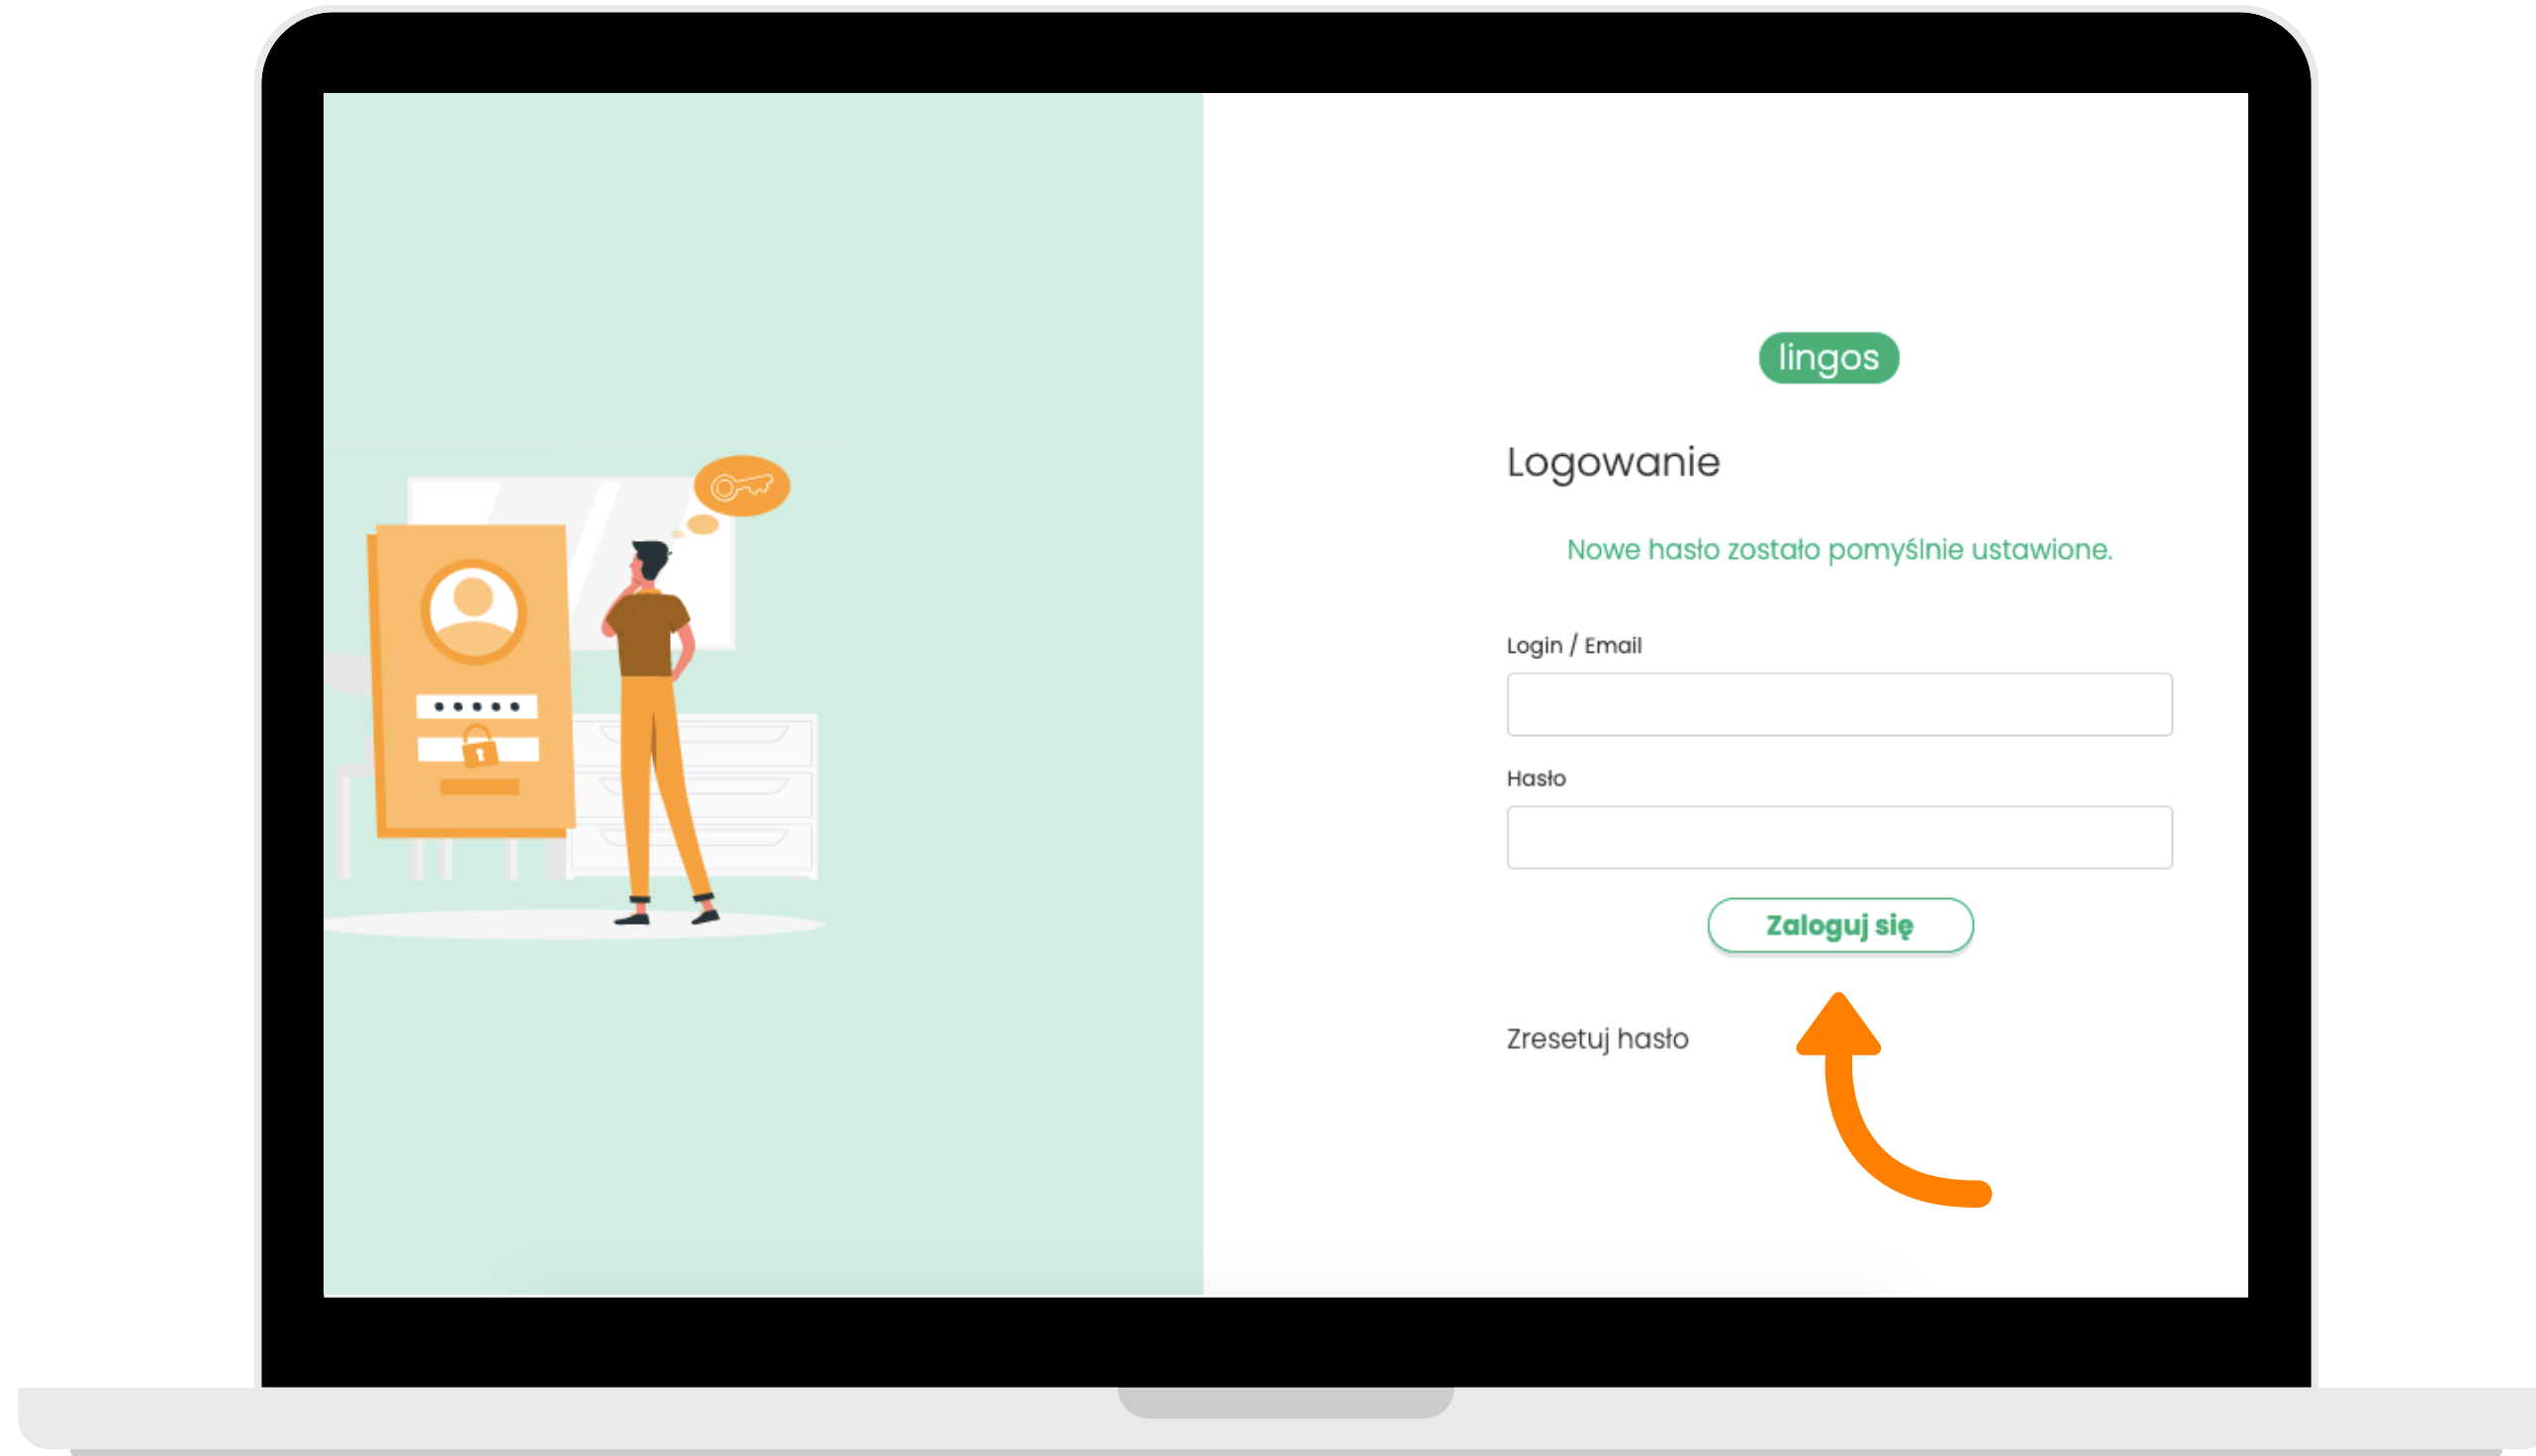 lingos
Logowanie
Nowe hasło zostało pomyślnie ustawione.
Login / Email
Hasło
Zaloguj się
Zresetuj hasło